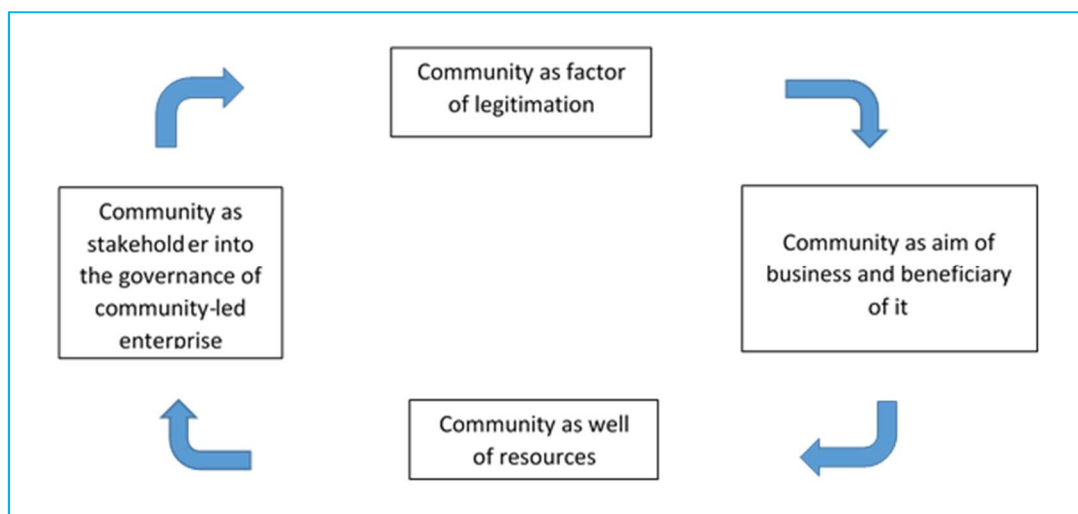 Community as factor
of legitimation
Community as
stakeholder into
the governance of
community-led
enterprise
Community as aim of
business and beneficiary
of it
Community as well
of resources